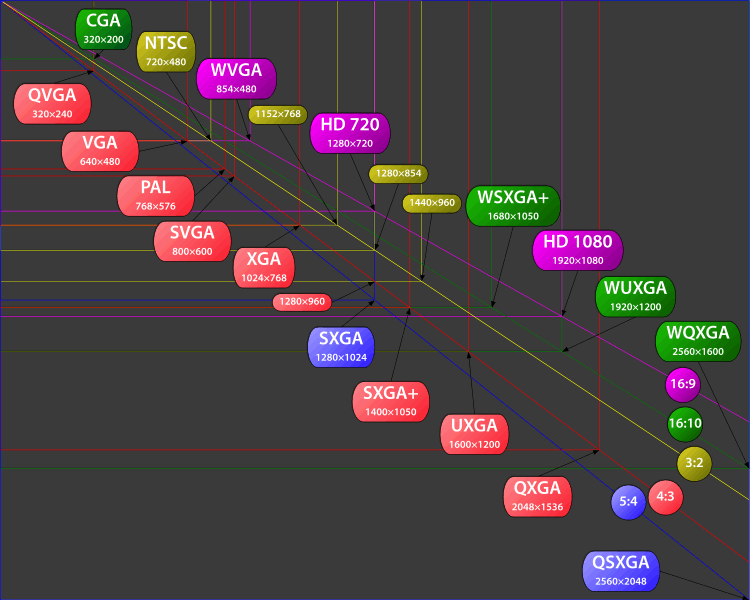 CGA
320×200
NTSC
720×480
WVGA
854×480
QVGA
320×240
1152×768
HD 720
1280×720
VGA
640×480
1280×854
PAL
768×576
1440×960
WSXGA+
1680×1050
SVGA
800×600
HD 1080
1920×1080
XGA
1024×768
WUXGA
1920×1200
1280×960
WQXGA
2560×1600
SXGA
1280×1024
16:9
SXGA+
1400×1050
16:10
UXGA
1600×1200
3:2
QXGA
2048×1536
5:4
4:3
QSXGA
2560×2048